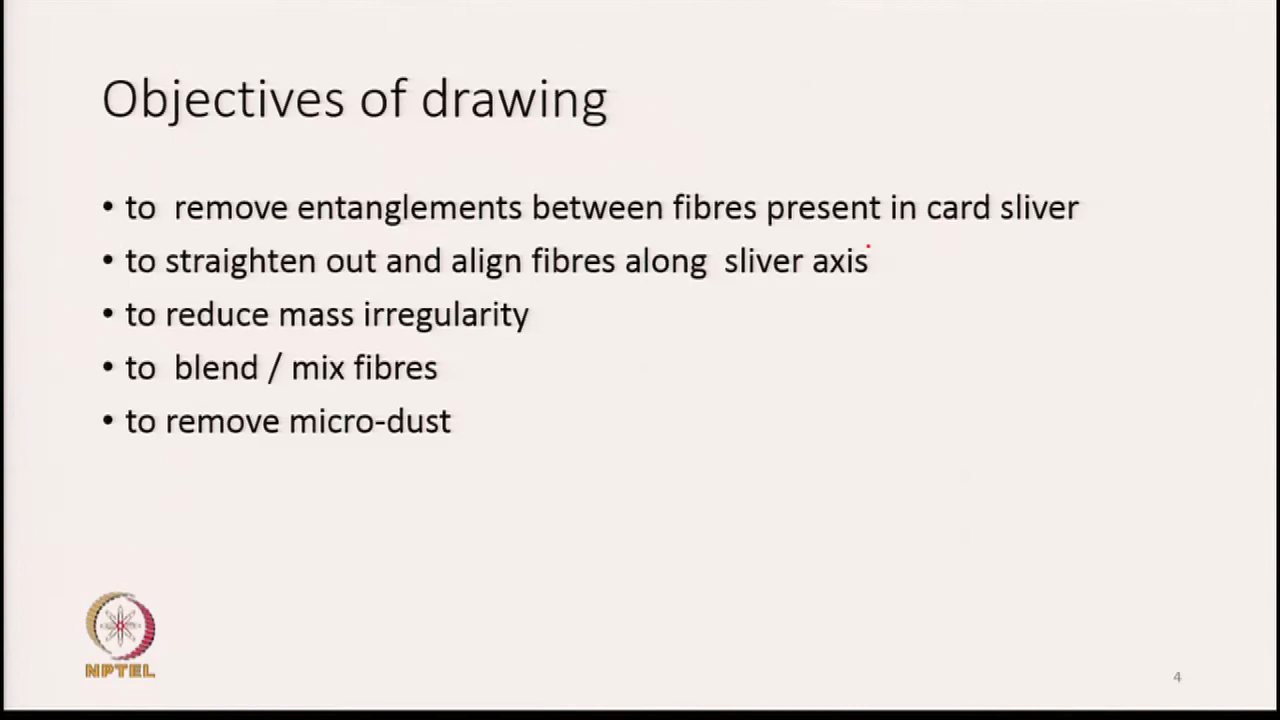 Objectives of drawing
• to remove entanglements between fibres present in card sliver
• to straighten out and align fibres along sliver axis
• to reduce mass irregularity
• to blend / mix fibres
• to remove micro-dust
NPTEL
4